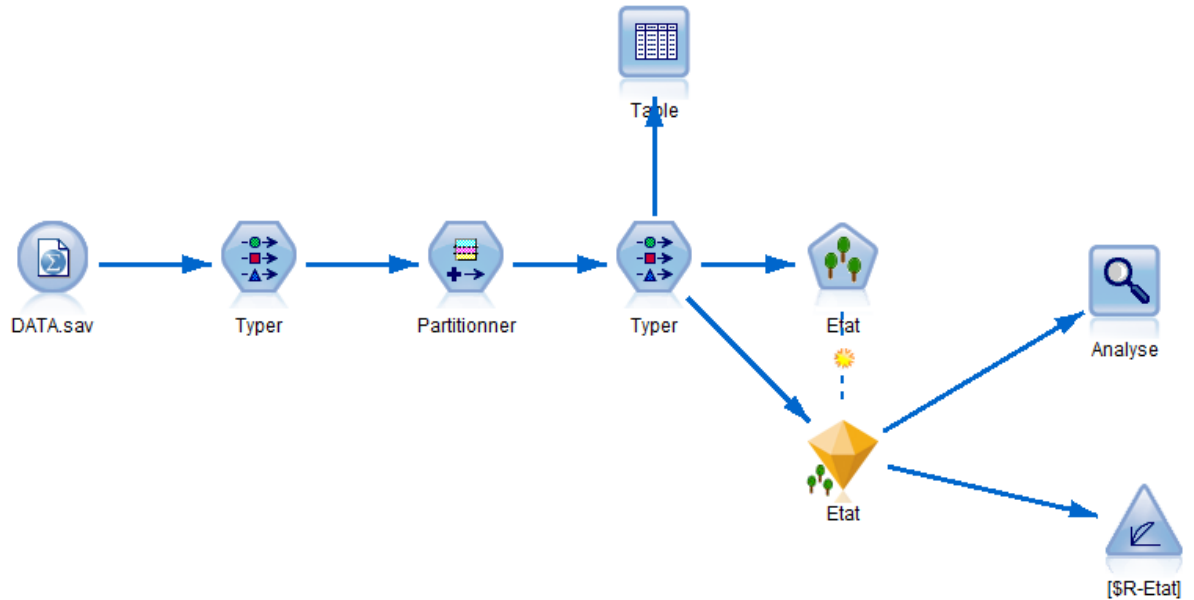 Table
DATA.sav
Typer
Partitionner
Typer
Etat
Analyse
Etat
[$R-Etat]